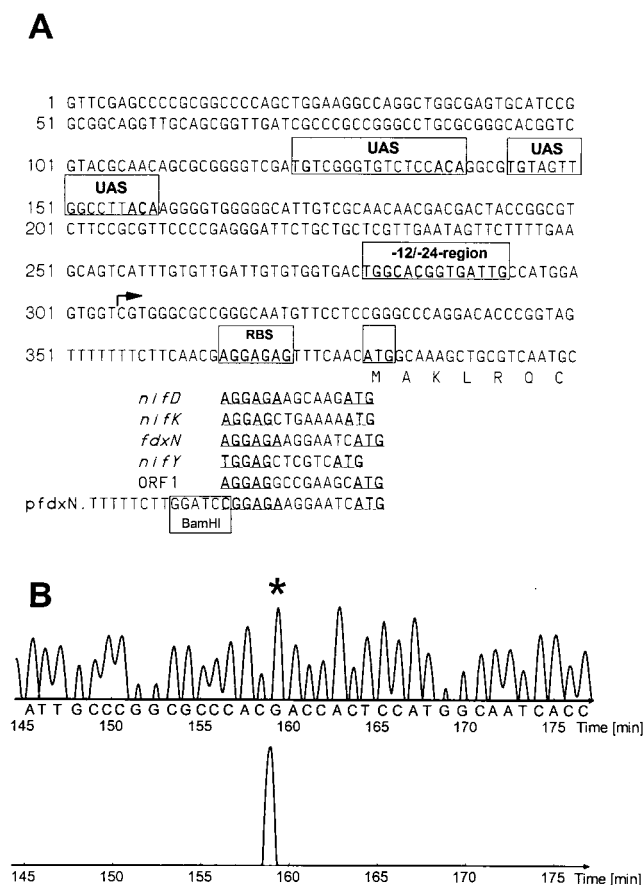 A
1 GTTCGAGCCCCGCGGCCCCAGCTGGAAGGCCAGGCTGGCGAGTGCATCCG
51 GCGGCAGGTTGCAGCGGTTGATCGCCCGCCGGGCCTGCGCGGGCACGGTC
UAS UAS
101 GTACGCAACAGCGCGGGGTCGATGTCGGGTGTCTCCACAGGCGTGTAGTT
UAS
151 GGCCTTACAAGGGGTGGGGGCATTGTCGCAACAACGACGACTACCGGCGT
201 CTTCCGCGTTCCCCGAGGGATTCTGCTGCTCGTTGAATAGTTCTTTTGAA
-12/-24-region
251 GCAGTCATTTGTGTTGATTGTGTGGTGACTGGCACGGTGATTGCCATGGA
301 GTGGTCGTGGGCGCCGGGCAATGTTCCTCCGGGCCCAGGACACCCGGTAG
RBS
351 TTTTTTTCTTCAACGAGGAGAGTTTCAACATGGCAAAGCTGCGTCAATGC
M A K L R Q C
nifD AGGAGAAGCAAGATG
nifK AGGAGCTGAAAAATG
fdxN AGGAGAAGGAATCATG
nifY TGGAGCTCGTCATG
ORF1 AGGAGGCCGAAGCATG
pfdxN.TTTTTCTTGGATCCGGAGAAGGAATCATG
BamHI
B
*
ATTGCCCGGCGCCCACGACCACTCCATGGCAATCACC
145 150 155 160 165 170 175 Time [min]
145 150 155 160 165 170 175 Time [min]